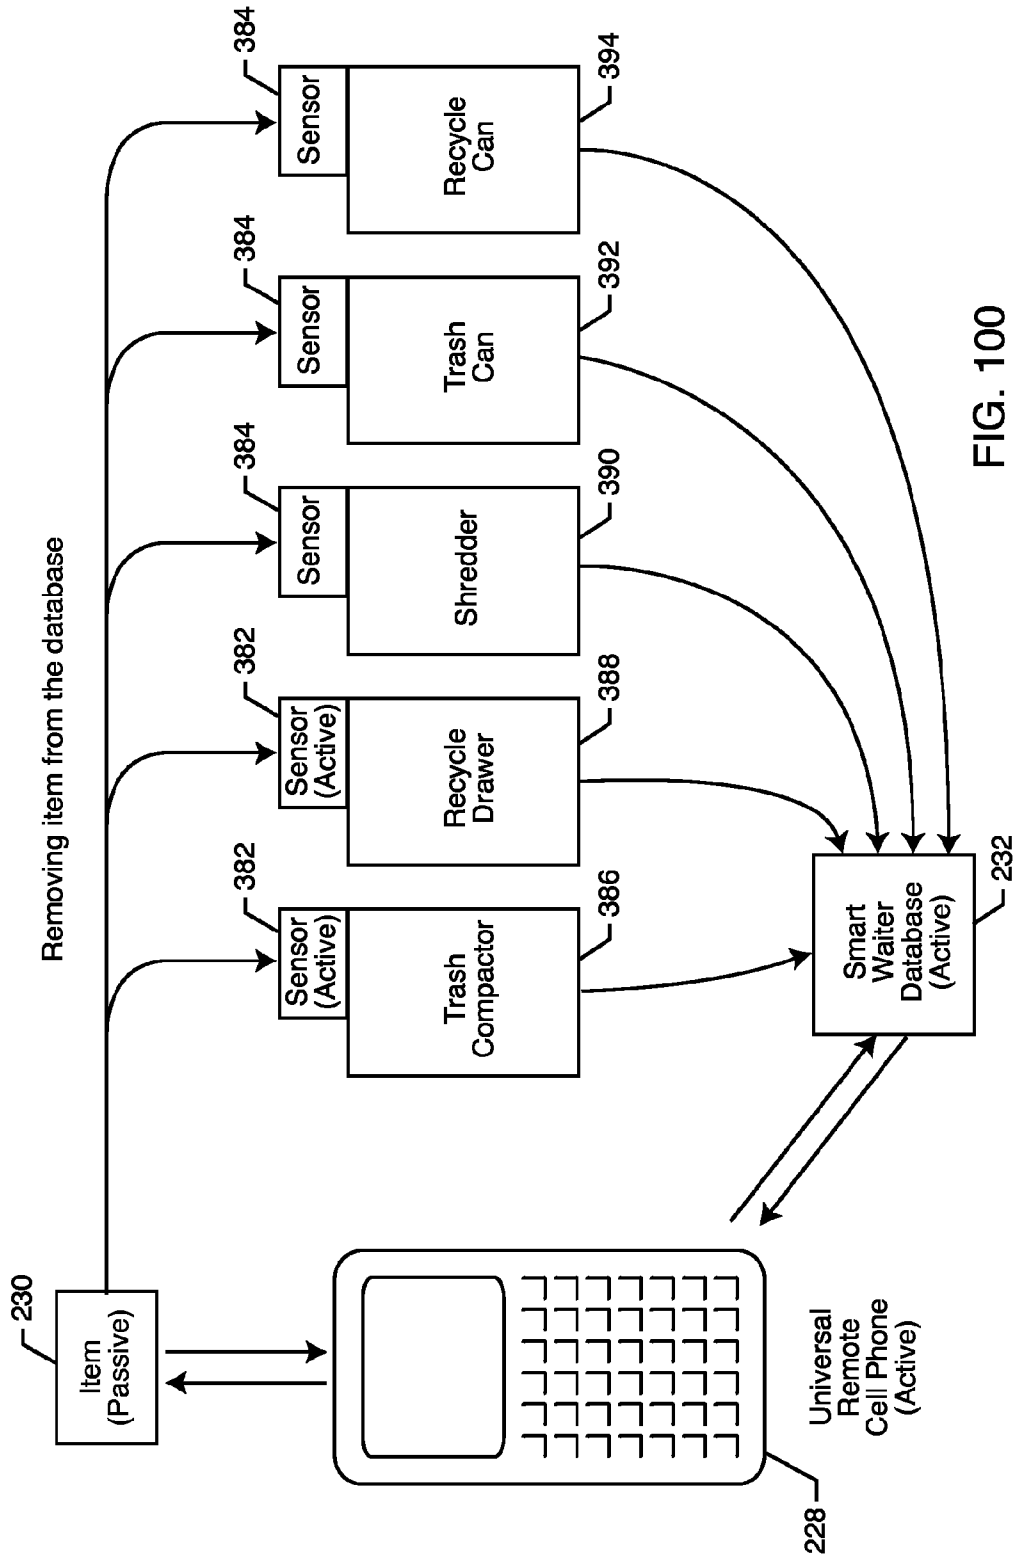 Removing item from the database
230
Item
(Passive)
382
Sensor
(Active)
382
Sensor
(Active)
384
Sensor
384
Sensor
384
Sensor
Trash
Compactor
386
Recycle
Drawer
388
Shredder
390
Trash
Can
392
Recycle
Can
394
228
Universal
Remote
Cell Phone
(Active)
Smart
Waiter
Database
(Active)
232
FIG. 100